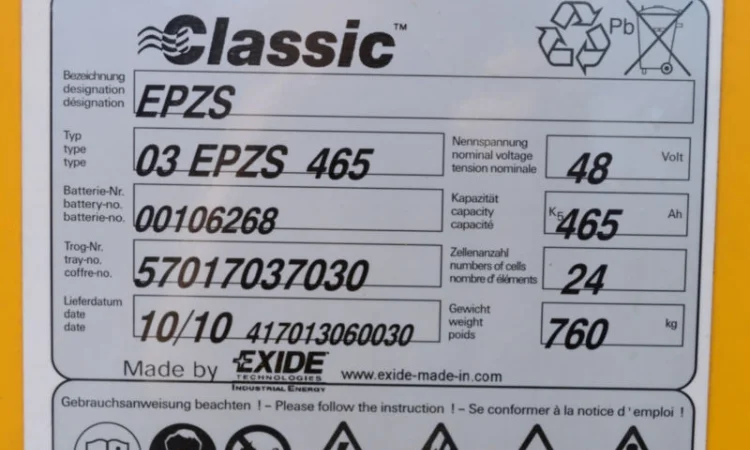 Classic™
Pb
Bezeichnung
designation
désignation
EPZS
Typ
type
type
03 EPZS 465
Nennspannung
nominal voltage
tension nominale
48 Volt
Batterie-Nr.
battery-no.
batterie-no.
00106268
Kapazität
capacity
capacité
K5 465 Ah
Trog-Nr.
tray-no.
coffre-no.
57017037030
Zellenanzahl
numbers of cells
nombre d'éléments
24
Lieferdatum
date
date
10/10 417013060030
Gewicht
weight
poids
760 kg
Made by EXIDE
TECHNOLOGIES
INDUSTRIAL ENERGY
www.exide-made-in.com
Gebrauchsanweisung beachten ! – Please follow the instruction ! – Se conformer à la notice d'emploi !